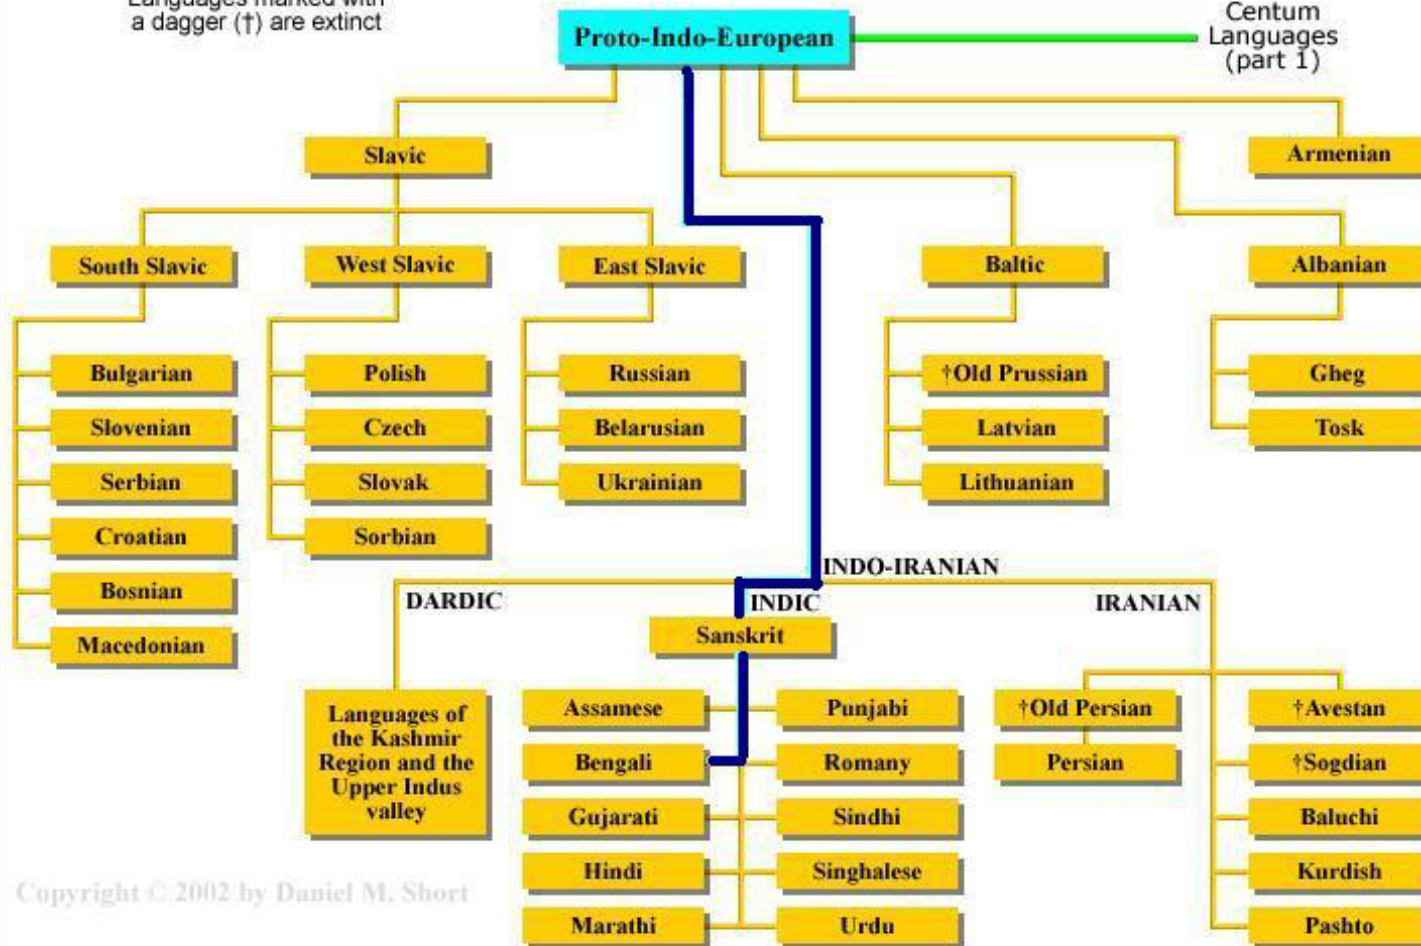 Languages marked with
a dagger (†) are extinct
Proto-Indo-European
Centum
Languages
(part 1)
Slavic
Armenian
South Slavic
West Slavic
East Slavic
Baltic
Albanian
Bulgarian
Polish
Russian
†Old Prussian
Gheg
Slovenian
Czech
Belarusian
Latvian
Tosk
Serbian
Slovak
Ukrainian
Lithuanian
Croatian
Sorbian
Bosnian
Macedonian
INDO-IRANIAN
DARDIC
INDIC
IRANIAN
Sanskrit
Languages of
the Kashmir
Region and the
Upper Indus
valley
Assamese
Punjabi
†Old Persian
†Avestan
Bengali
Romany
Persian
†Sogdian
Gujarati
Sindhi
Baluchi
Hindi
Singhalese
Kurdish
Marathi
Urdu
Pashto
Copyright © 2002 by Daniel M. Short